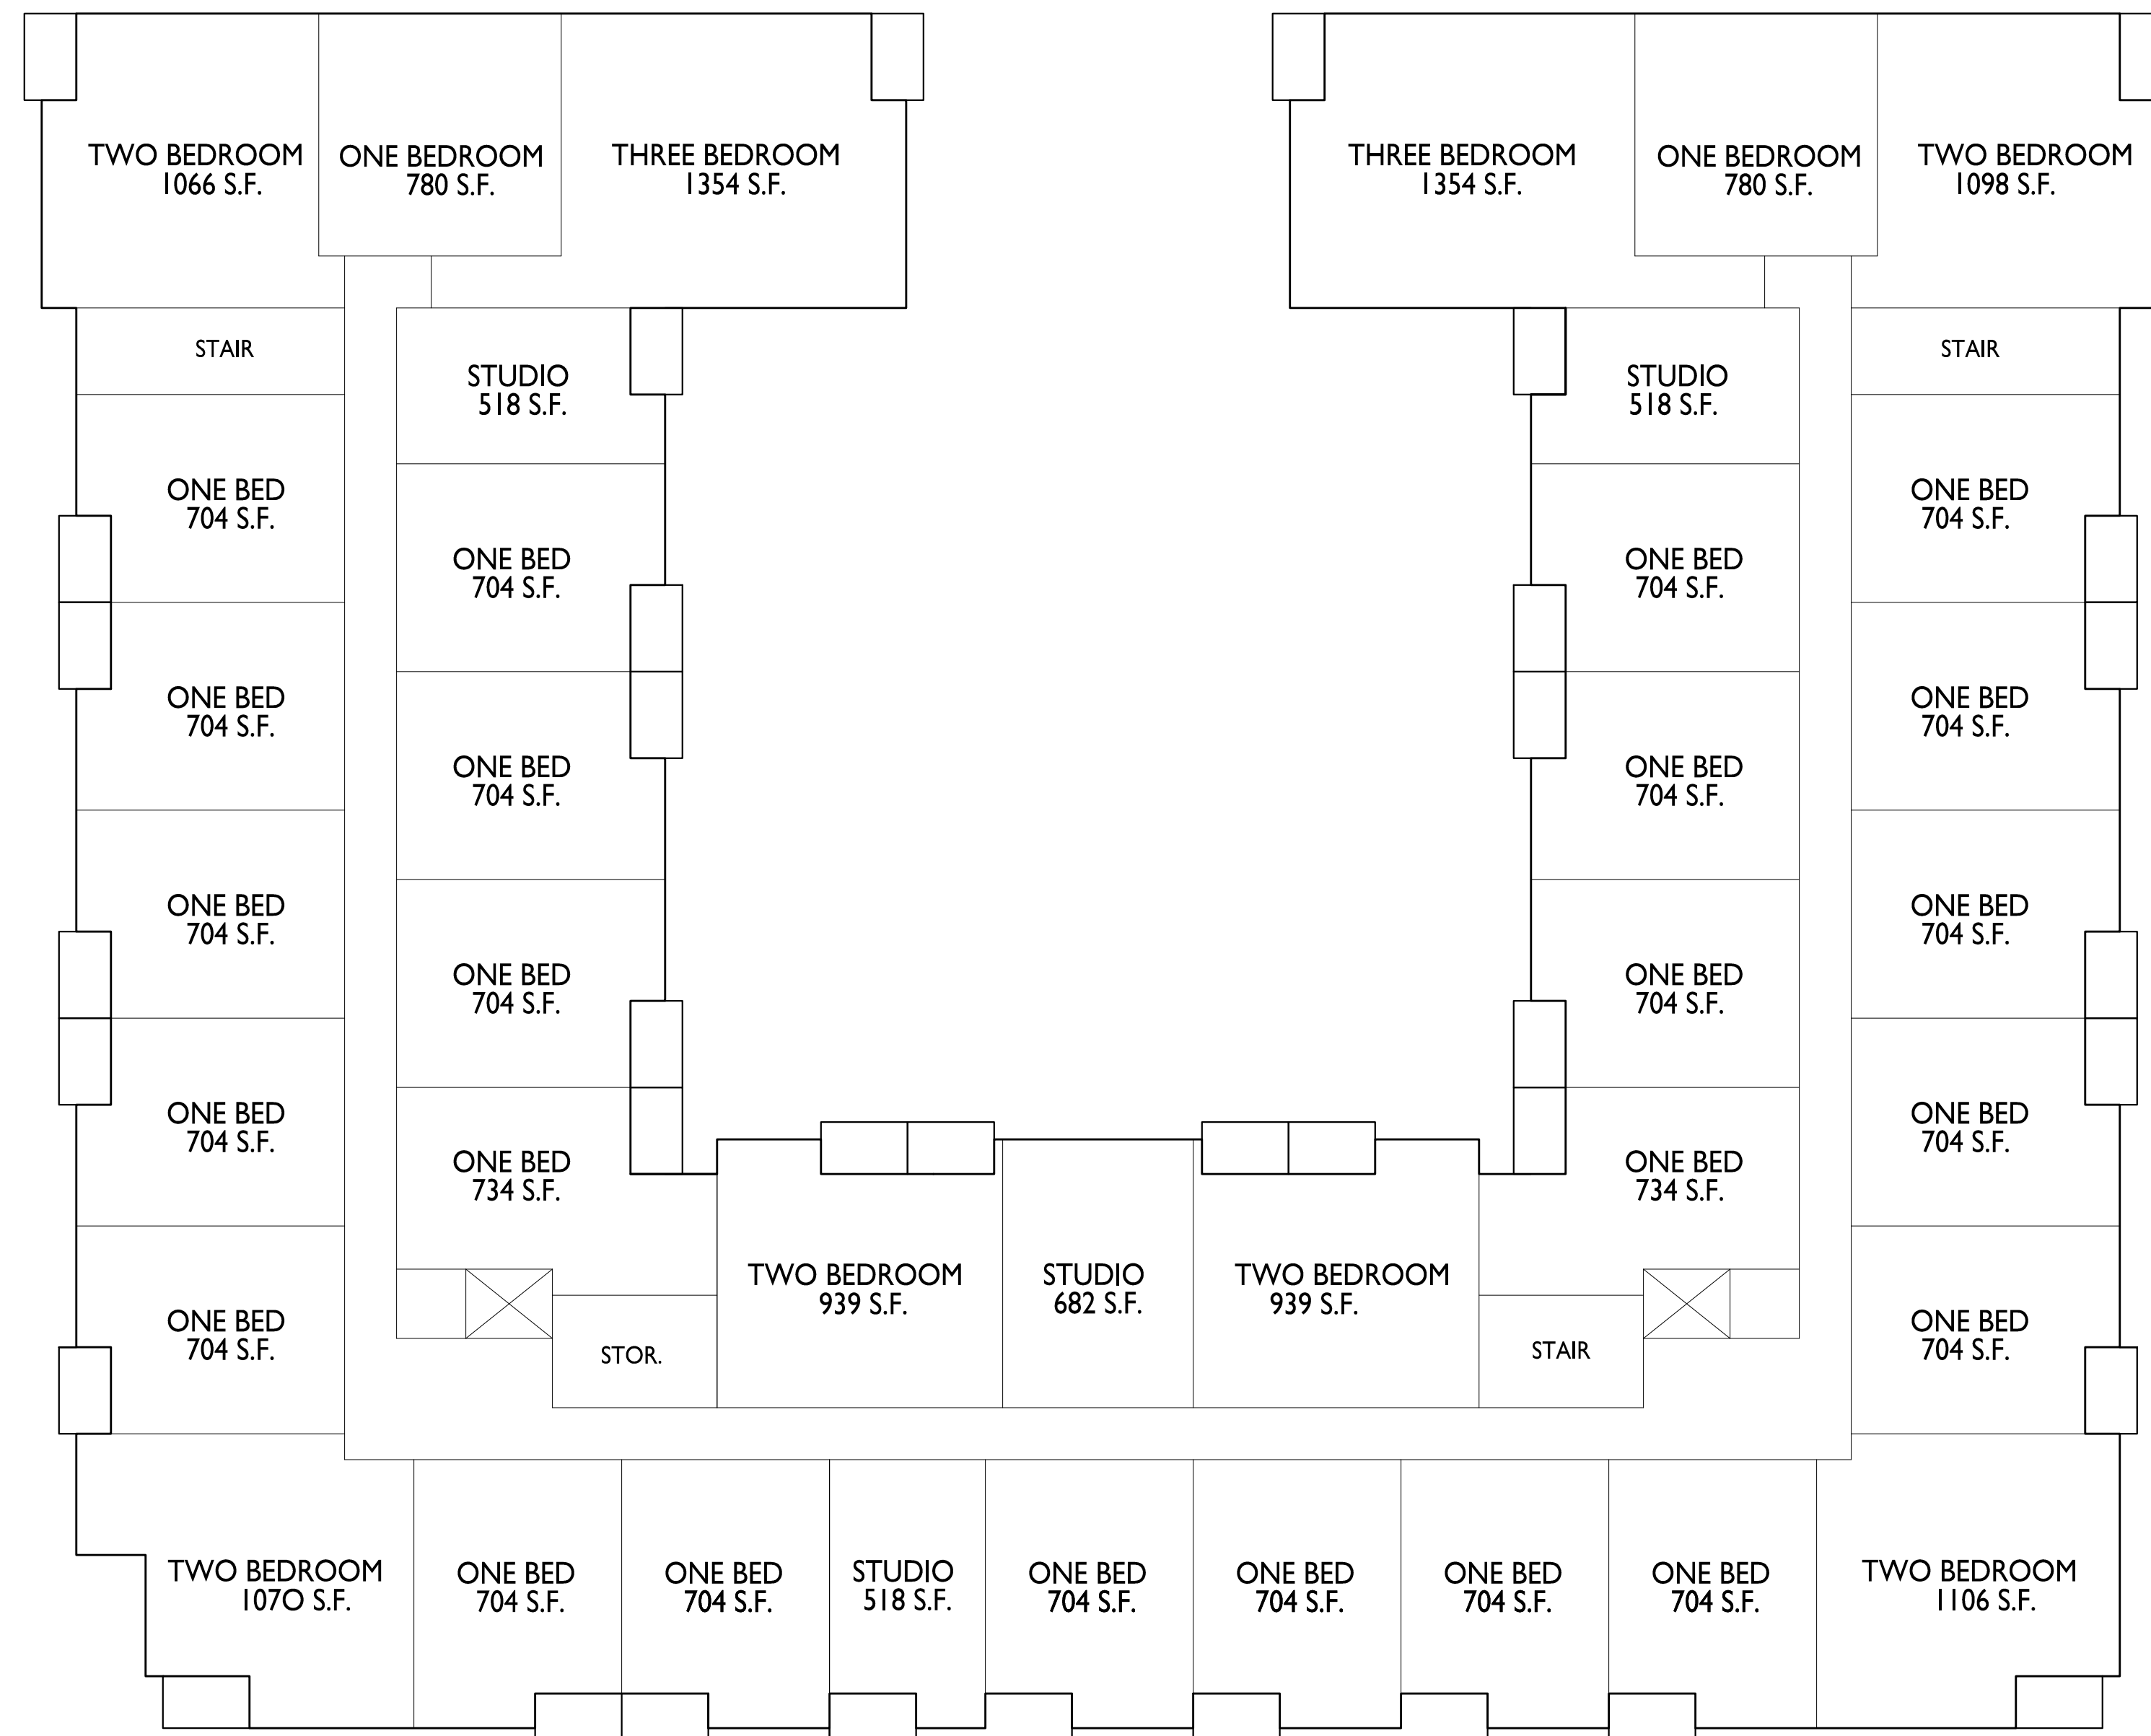 TWO BEDROOM
1066 S.F.
ONE BEDROOM
780 S.F.
THREE BEDROOM
1354 S.F.
THREE BEDROOM
1354 S.F.
ONE BEDROOM
780 S.F.
TWO BEDROOM
1098 S.F.
STAIR
STUDIO
518 S.F.
STUDIO
518 S.F.
STAIR
ONE BED
704 S.F.
ONE BED
704 S.F.
ONE BED
704 S.F.
ONE BED
704 S.F.
ONE BED
704 S.F.
ONE BED
704 S.F.
ONE BED
704 S.F.
ONE BED
704 S.F.
ONE BED
704 S.F.
ONE BED
704 S.F.
ONE BED
704 S.F.
ONE BED
704 S.F.
ONE BED
704 S.F.
ONE BED
734 S.F.
ONE BED
734 S.F.
ONE BED
704 S.F.
TWO BEDROOM
939 S.F.
STUDIO
682 S.F.
TWO BEDROOM
939 S.F.
ONE BED
704 S.F.
STOR.
STAIR
ONE BED
704 S.F.
TWO BEDROOM
107O S.F.
ONE BED
704 S.F.
ONE BED
704 S.F.
STUDIO
518 S.F.
ONE BED
704 S.F.
ONE BED
704 S.F.
ONE BED
704 S.F.
ONE BED
704 S.F.
TWO BEDROOM
1106 S.F.